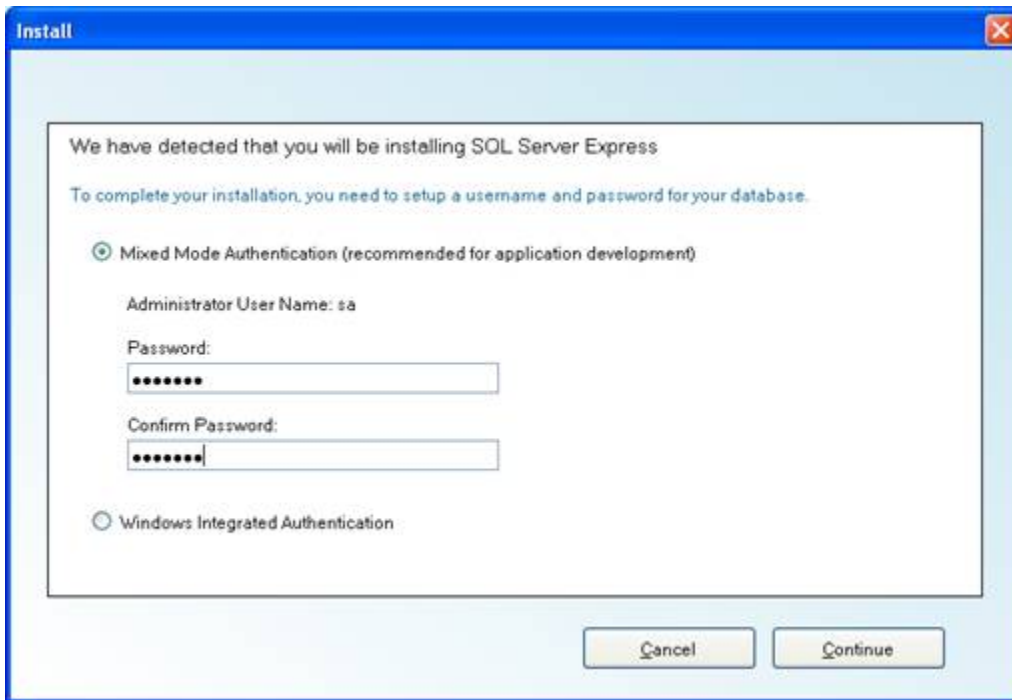 Install
We have detected that you will be installing SQL Server Express
To complete your installation, you need to setup a username and password for your database.
Mixed Mode Authentication (recommended for application development)
Administrator User Name: sa
Password:
•••••••
Confirm Password:
•••••••
Windows Integrated Authentication
Cancel
Continue